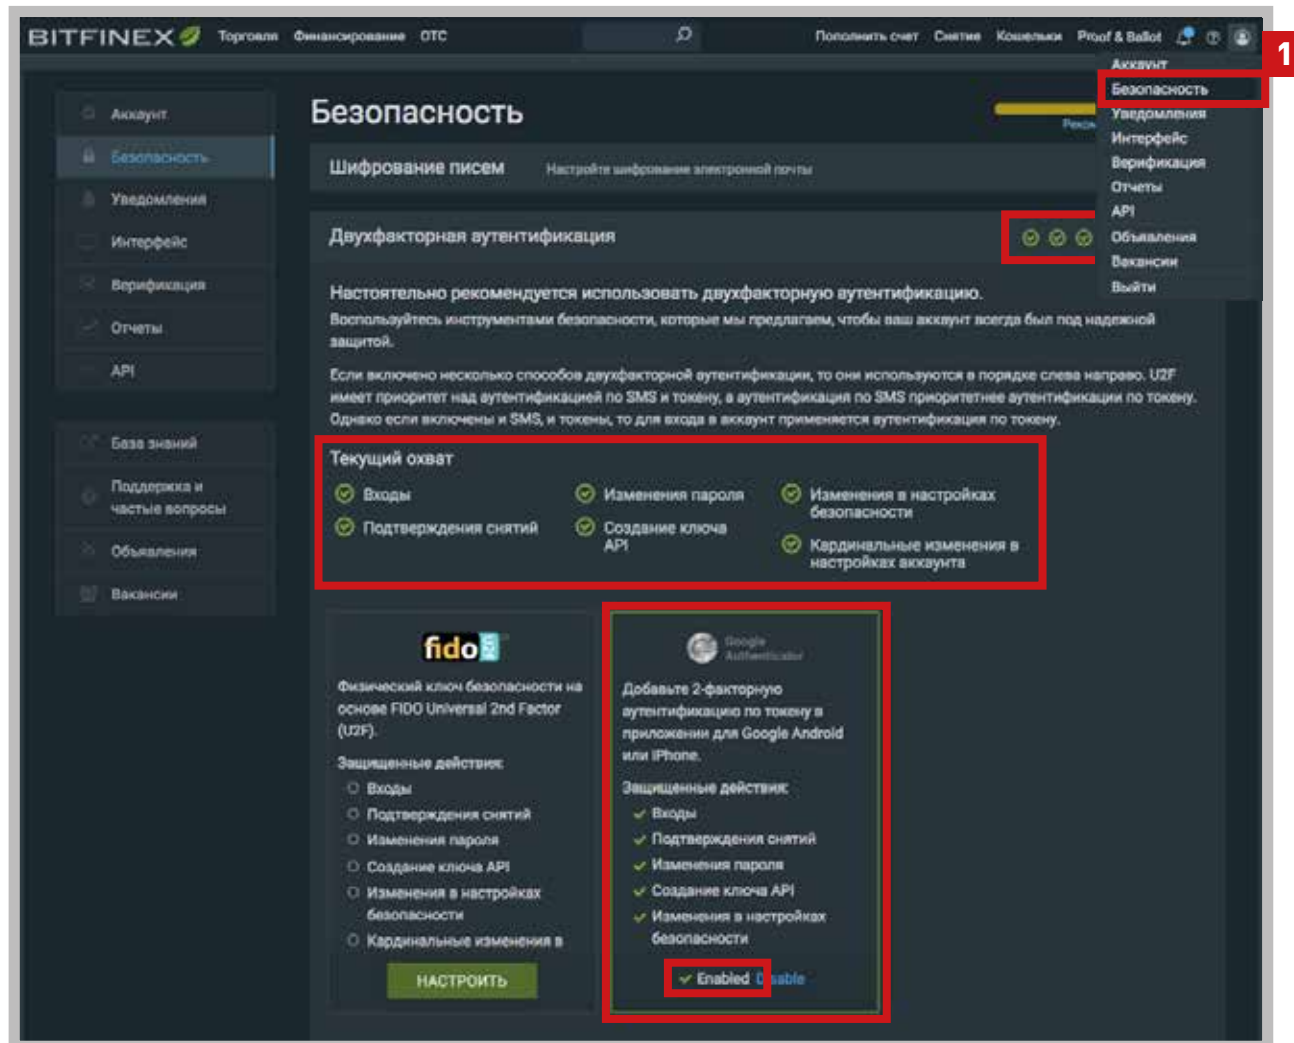 BITFINEX Торговля Финансирование OTC Пополнить счет Снятие Кошельки Proof & Ballot
1
Аккаунт
Безопасность
Уведомления
Интерфейс
Верификация
Отчеты
API
Объявления
Вакансии
Выйти
Аккаунт
Безопасность
Уведомления
Интерфейс
Верификация
Отчеты
API
База знаний
Поддержка и
частые вопросы
Объявления
Вакансии
Безопасность
Шифрование писем Настройте шифрование электронной почты
Двухфакторная аутентификация
Настоятельно рекомендуется использовать двухфакторную аутентификацию.
Воспользуйтесь инструментами безопасности, которые мы предлагаем, чтобы ваш аккаунт всегда был под надежной
защитой.
Если включено несколько способов двухфакторной аутентификации, то они используются в порядке слева направо. U2F
имеет приоритет над аутентификацией по SMS и токену, а аутентификация по SMS приоритетнее аутентификации по токену.
Однако если включены и SMS, и токены, то для входа в аккаунт применяется аутентификация по токену.
Текущий охват
Входы
Подтверждения снятий
Изменения пароля
Создание ключа
API
Изменения в настройках
безопасности
Кардинальные изменения в
настройках аккаунта
fido U2F
Физический ключ безопасности на
основе FIDO Universal 2nd Factor
(U2F).
Защищенные действия:
Входы
Подтверждения снятий
Изменения пароля
Создание ключа API
Изменения в настройках
безопасности
Кардинальные изменения в
НАСТРОИТЬ
Google
Authenticator
Добавьте 2-факторную
аутентификацию по токену в
приложении для Google Android
или iPhone.
Защищенные действия:
Входы
Подтверждения снятий
Изменения пароля
Создание ключа API
Изменения в настройках
безопасности
Enabled Disable